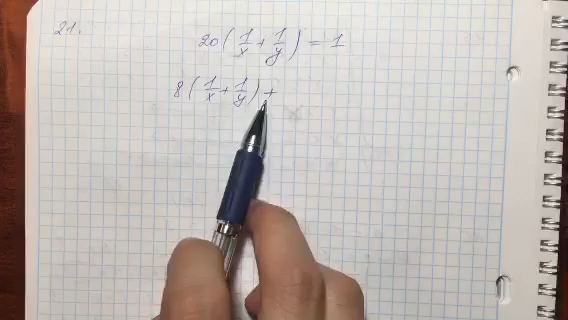 21.
20 ( 1/x + 1/y ) = 1
8 ( 1/x + 1/y ) +